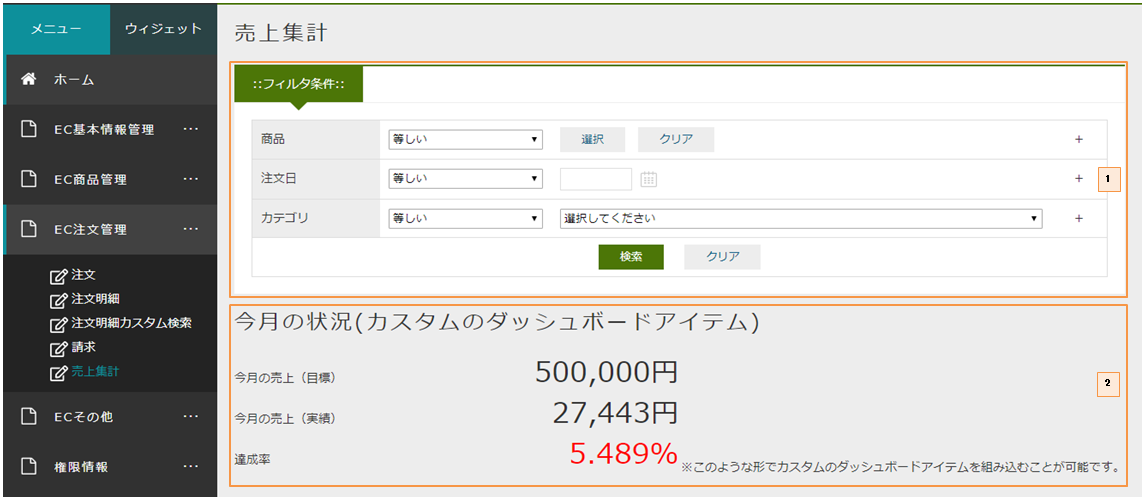 メニュー
ウィジェット
ホーム
EC基本情報管理 ...
EC商品管理 ...
EC注文管理 ...
注文
注文明細
注文明細カスタム検索
請求
売上集計
ECその他 ...
権限情報 ...
売上集計
::フィルタ条件::
商品 等しい 選択 クリア +
注文日 等しい +
カテゴリ 等しい 選択してください +
検索 クリア
1
今月の状況(カスタムのダッシュボードアイテム)
今月の売上（目標） 500,000円
今月の売上（実績） 27,443円
達成率 5.489% ※このような形でカスタムのダッシュボードアイテムを組み込むことが可能です。
2